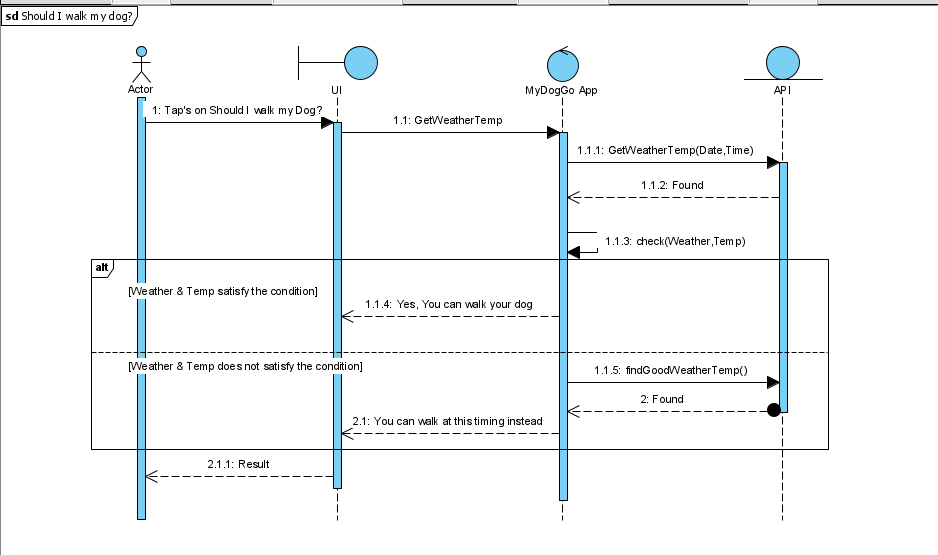 sd Should I walk my dog?
Actor
UI
MyDogGo App
API
1: Tap's on Should I walk my Dog?
1.1: GetWeatherTemp
1.1.1: GetWeatherTemp(Date,Time)
1.1.2: Found
1.1.3: check(Weather,Temp)
alt
[Weather & Temp satisfy the condition]
1.1.4: Yes, You can walk your dog
[Weather & Temp does not satisfy the condition]
1.1.5: findGoodWeatherTemp()
2: Found
2.1: You can walk at this timing instead
2.1.1: Result